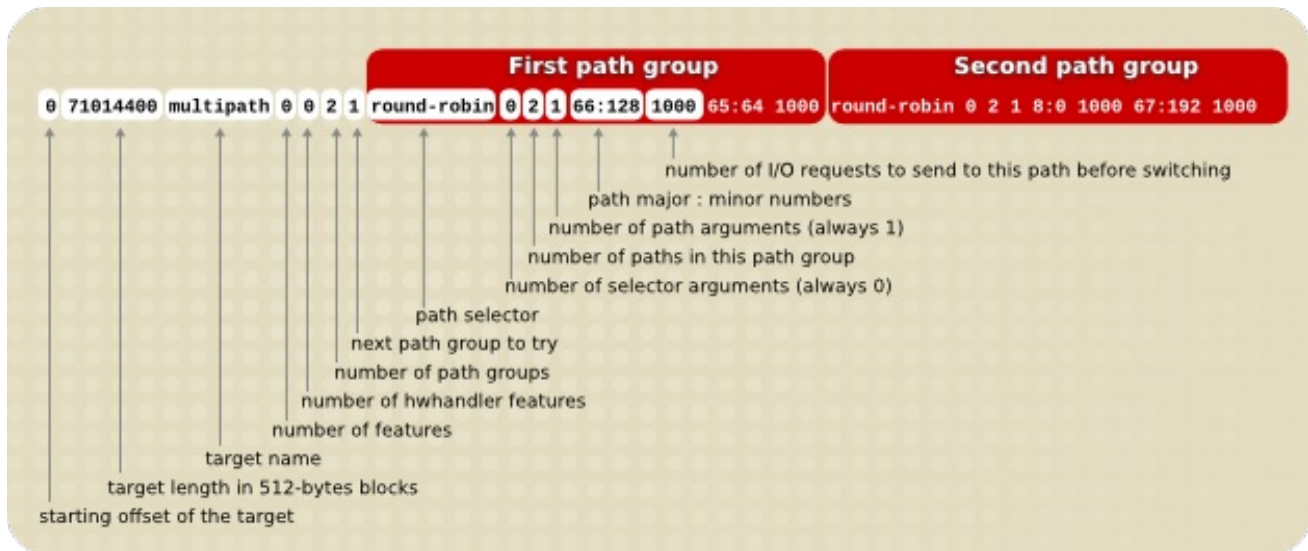 First path group Second path group
0 71014400 multipath 0 0 2 1 round-robin 0 2 1 66:128 1000 65:64 1000 round-robin 0 2 1 8:0 1000 67:192 1000
number of I/O requests to send to this path before switching
path major : minor numbers
number of path arguments (always 1)
number of paths in this path group
number of selector arguments (always 0)
path selector
next path group to try
number of path groups
number of hwhandler features
number of features
target name
target length in 512-bytes blocks
starting offset of the target